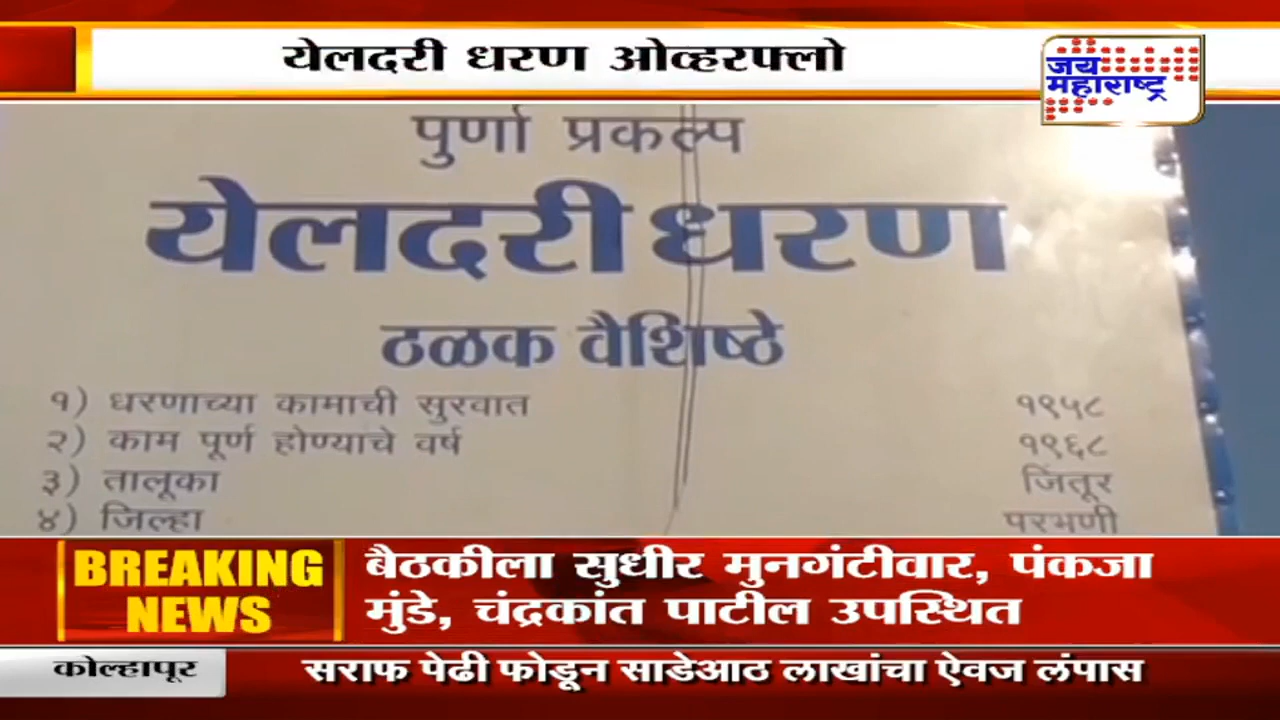 येलदरी धरण ओव्हरफ्लो
जय
महाराष्ट्र
पुर्णा प्रकल्प
येलदरी धरण
ठळक वैशिष्ठे
१) धरणाच्या कामाची सुरवात १९५८
२) काम पूर्ण होण्याचे वर्ष १९६८
३) तालूका जिंतूर
४) जिल्हा परभणी
BREAKING NEWS
बैठकीला सुधीर मुनगंटीवार, पंकजा
मुंडे, चंद्रकांत पाटील उपस्थित
कोल्हापूर सराफ पेढी फोडून साडेआठ लाखांचा ऐवज लंपास